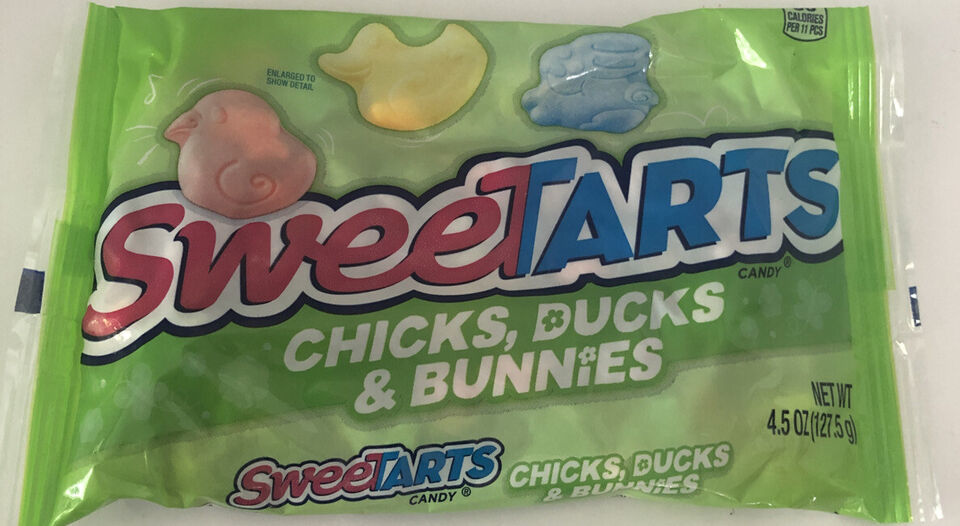 CALORIES
PER 11 PCS
ENLARGED TO
SHOW DETAIL
SweeTARTS
CANDY®
CHICKS, DUCKS
& BUNNiES
NET WT
4.5 OZ (127.5 g)
SweeTARTS
CANDY®
CHICKS, DUCKS
& BUNNiES